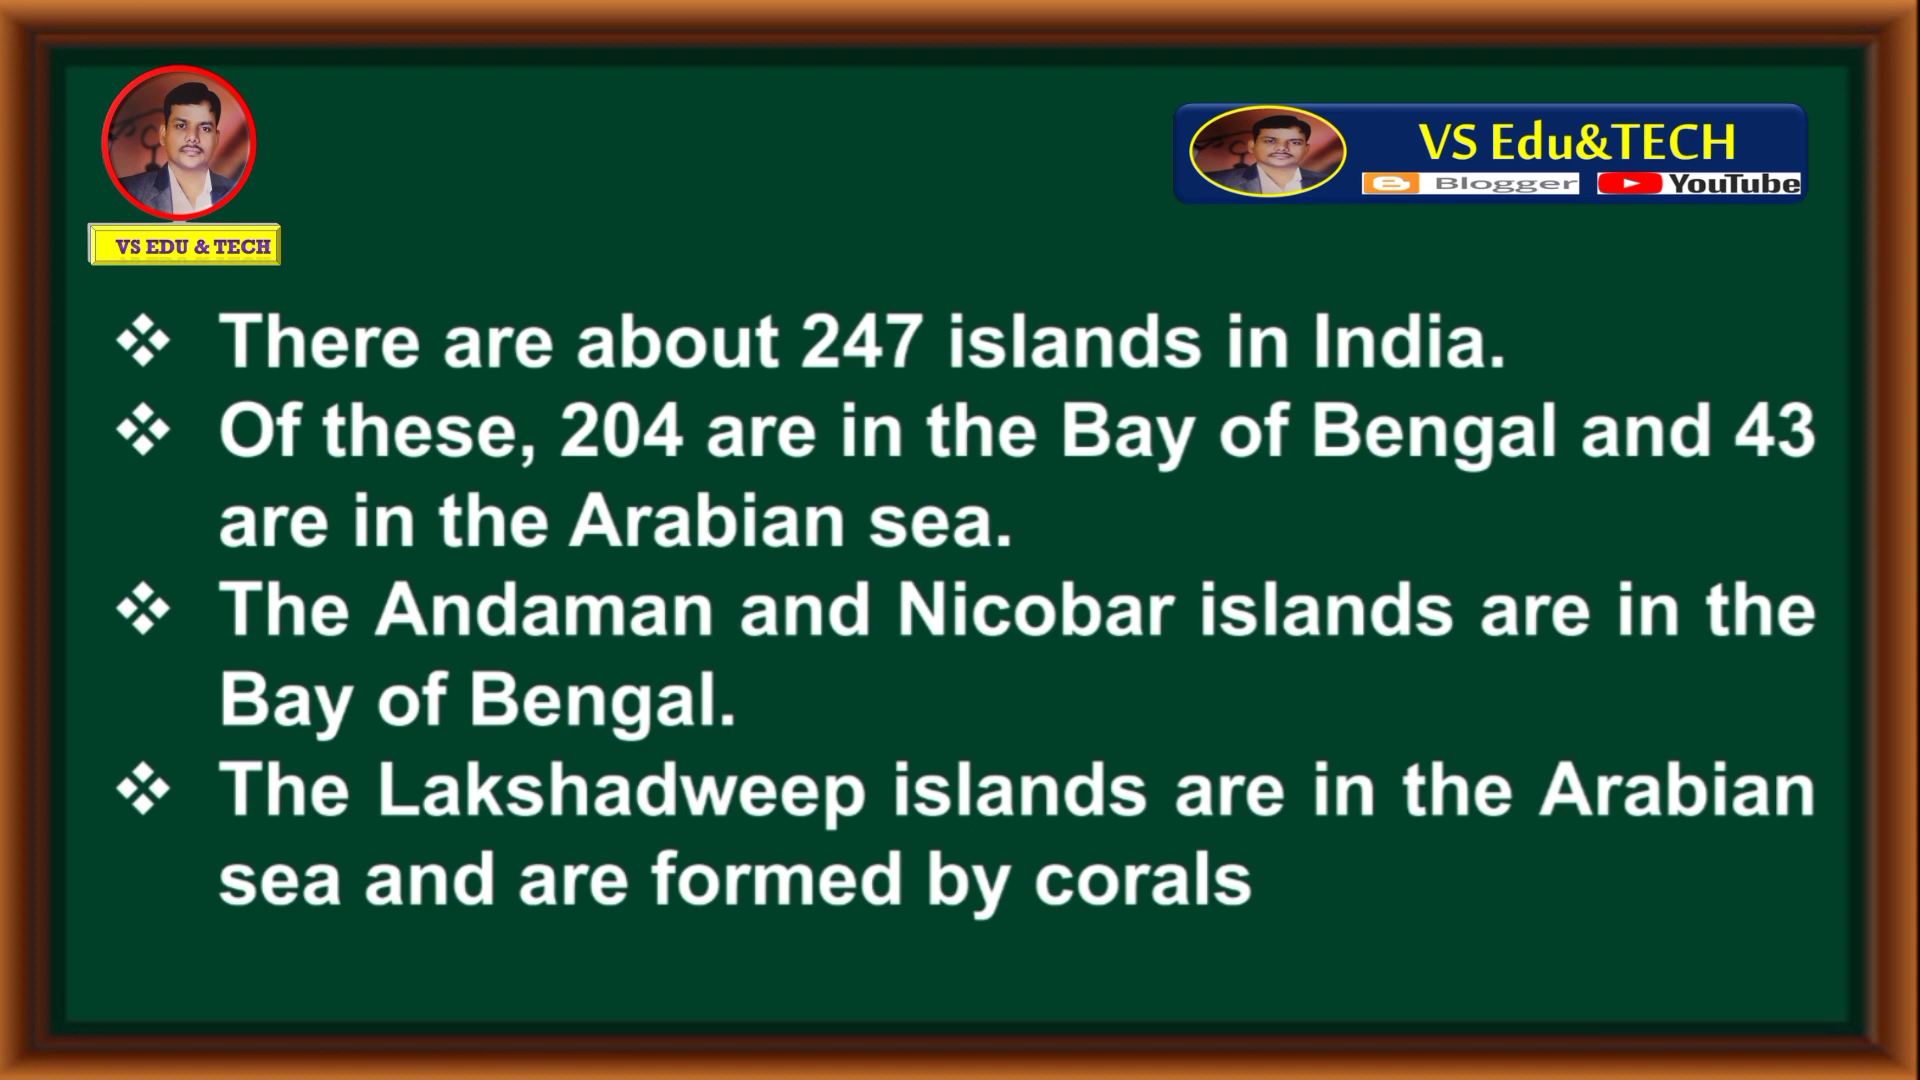 VS EDU & TECH
VS Edu&TECH
Blogger YouTube
❖ There are about 247 islands in India.
❖ Of these, 204 are in the Bay of Bengal and 43
are in the Arabian sea.
❖ The Andaman and Nicobar islands are in the
Bay of Bengal.
❖ The Lakshadweep islands are in the Arabian
sea and are formed by corals